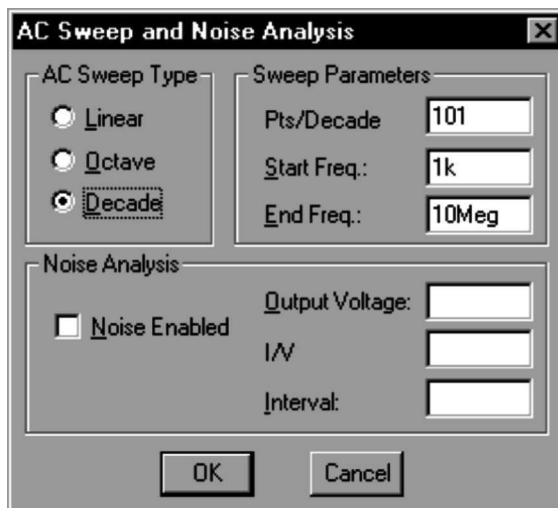 AC Sweep and Noise Analysis
AC Sweep Type
Linear
Octave
Decade
Sweep Parameters
Pts/Decade 101
Start Freq.: 1k
End Freq.: 10Meg
Noise Analysis
Noise Enabled
Output Voltage:
I/V
Interval:
OK Cancel